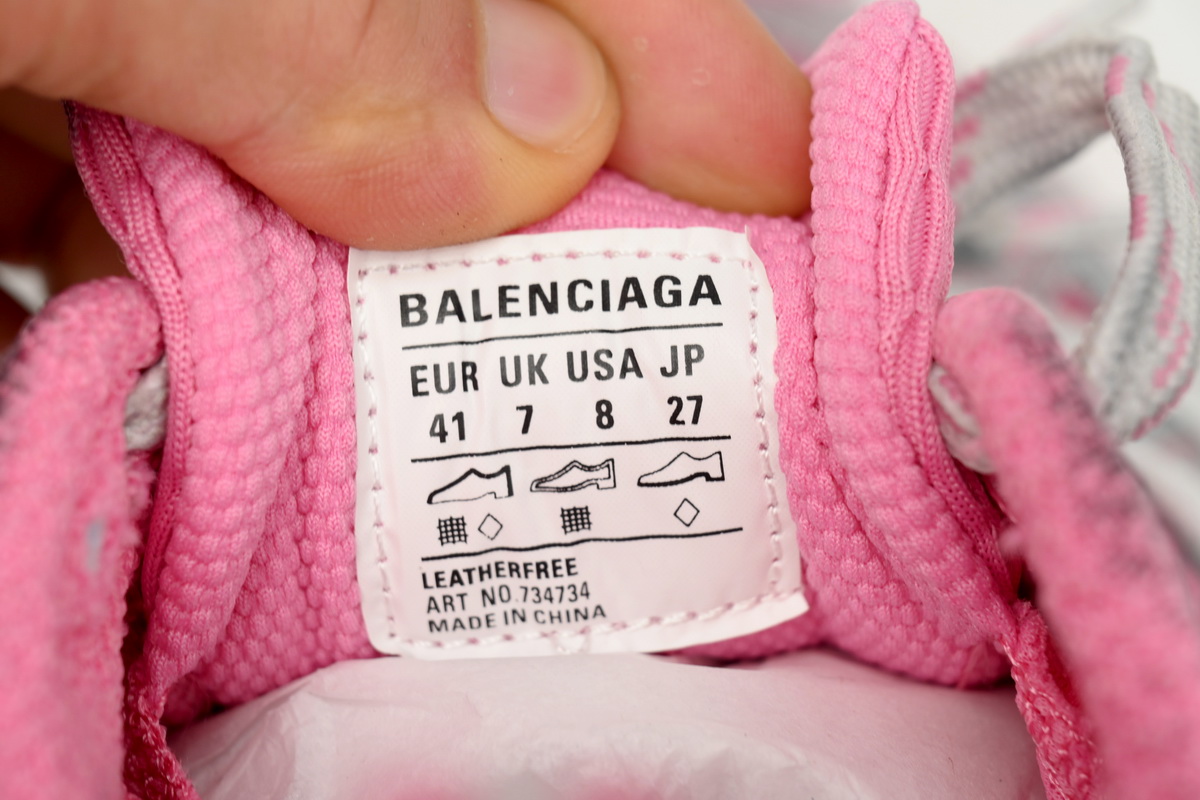 BALENCIAGA
EUR UK USA JP
41 7 8 27
LEATHERFREE
ART NO.734734
MADE IN CHINA